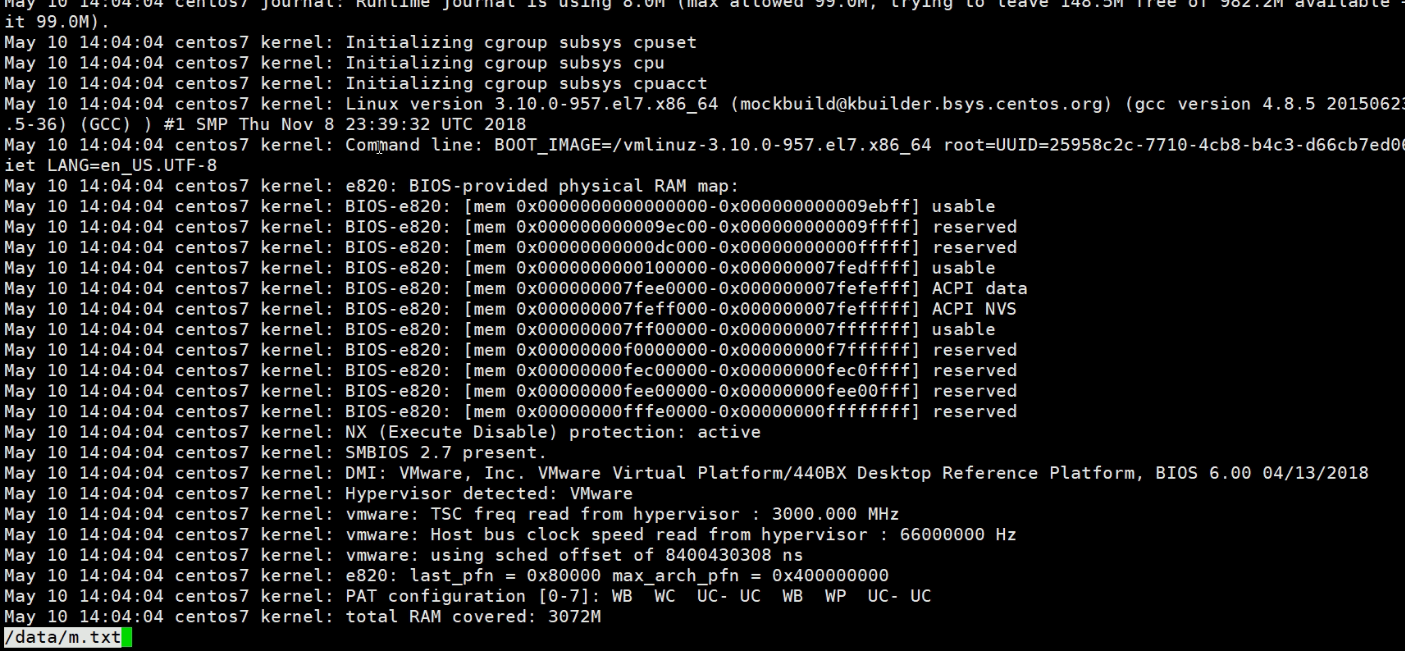 May 10 14:04:04 centos7 journal: Runtime journal is using 8.0M (max allowed 99.0M, trying to leave 148.5M free of 982.2M available
it 99.0M).
May 10 14:04:04 centos7 kernel: Initializing cgroup subsys cpuset
May 10 14:04:04 centos7 kernel: Initializing cgroup subsys cpu
May 10 14:04:04 centos7 kernel: Initializing cgroup subsys cpuacct
May 10 14:04:04 centos7 kernel: Linux version 3.10.0-957.el7.x86_64 (mockbuild@kbuilder.bsys.centos.org) (gcc version 4.8.5 20150623
.5-36) (GCC) ) #1 SMP Thu Nov 8 23:39:32 UTC 2018
May 10 14:04:04 centos7 kernel: Command line: BOOT_IMAGE=/vmlinuz-3.10.0-957.el7.x86_64 root=UUID=25958c2c-7710-4cb8-b4c3-d66cb7ed06
iet LANG=en_US.UTF-8
May 10 14:04:04 centos7 kernel: e820: BIOS-provided physical RAM map:
May 10 14:04:04 centos7 kernel: BIOS-e820: [mem 0x0000000000000000-0x000000000009ebff] usable
May 10 14:04:04 centos7 kernel: BIOS-e820: [mem 0x000000000009ec00-0x000000000009ffff] reserved
May 10 14:04:04 centos7 kernel: BIOS-e820: [mem 0x00000000000dc000-0x00000000000fffff] reserved
May 10 14:04:04 centos7 kernel: BIOS-e820: [mem 0x0000000000100000-0x000000007fedffff] usable
May 10 14:04:04 centos7 kernel: BIOS-e820: [mem 0x000000007fee0000-0x000000007fefefff] ACPI data
May 10 14:04:04 centos7 kernel: BIOS-e820: [mem 0x000000007feff000-0x000000007fefffff] ACPI NVS
May 10 14:04:04 centos7 kernel: BIOS-e820: [mem 0x000000007ff00000-0x000000007fffffff] usable
May 10 14:04:04 centos7 kernel: BIOS-e820: [mem 0x00000000f0000000-0x00000000f7ffffff] reserved
May 10 14:04:04 centos7 kernel: BIOS-e820: [mem 0x00000000fec00000-0x00000000fec0ffff] reserved
May 10 14:04:04 centos7 kernel: BIOS-e820: [mem 0x00000000fee00000-0x00000000fee00fff] reserved
May 10 14:04:04 centos7 kernel: BIOS-e820: [mem 0x00000000fffe0000-0x00000000ffffffff] reserved
May 10 14:04:04 centos7 kernel: NX (Execute Disable) protection: active
May 10 14:04:04 centos7 kernel: SMBIOS 2.7 present.
May 10 14:04:04 centos7 kernel: DMI: VMware, Inc. VMware Virtual Platform/440BX Desktop Reference Platform, BIOS 6.00 04/13/2018
May 10 14:04:04 centos7 kernel: Hypervisor detected: VMware
May 10 14:04:04 centos7 kernel: vmware: TSC freq read from hypervisor : 3000.000 MHz
May 10 14:04:04 centos7 kernel: vmware: Host bus clock speed read from hypervisor : 66000000 Hz
May 10 14:04:04 centos7 kernel: vmware: using sched offset of 8400430308 ns
May 10 14:04:04 centos7 kernel: e820: last_pfn = 0x80000 max_arch_pfn = 0x400000000
May 10 14:04:04 centos7 kernel: PAT configuration [0-7]: WB  WC  UC- UC  WB  WP  UC- UC
May 10 14:04:04 centos7 kernel: total RAM covered: 3072M
/data/m.txt